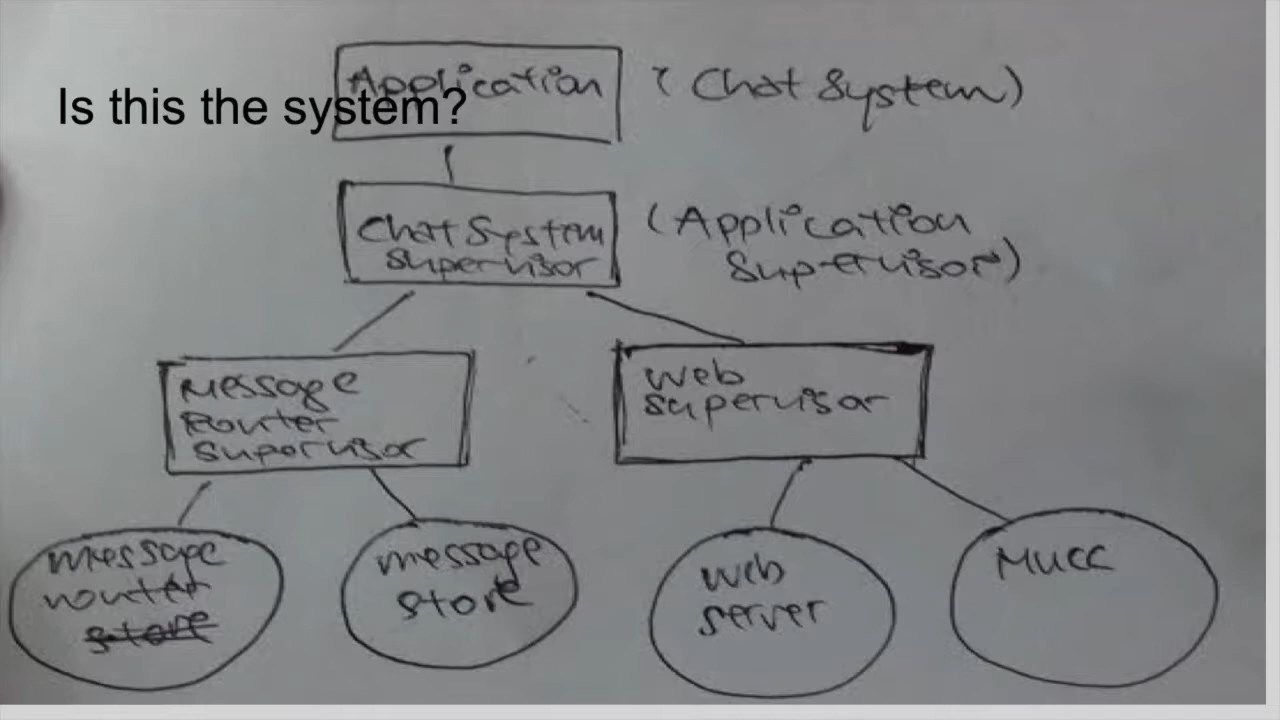 Is this the system?
Application
(Chat System)
Chat System
Supervisor
(Application
Supervisor)
Message
Router
Supervisor
Web
Supervisor
message
router
store
message
store
web
server
MUCC